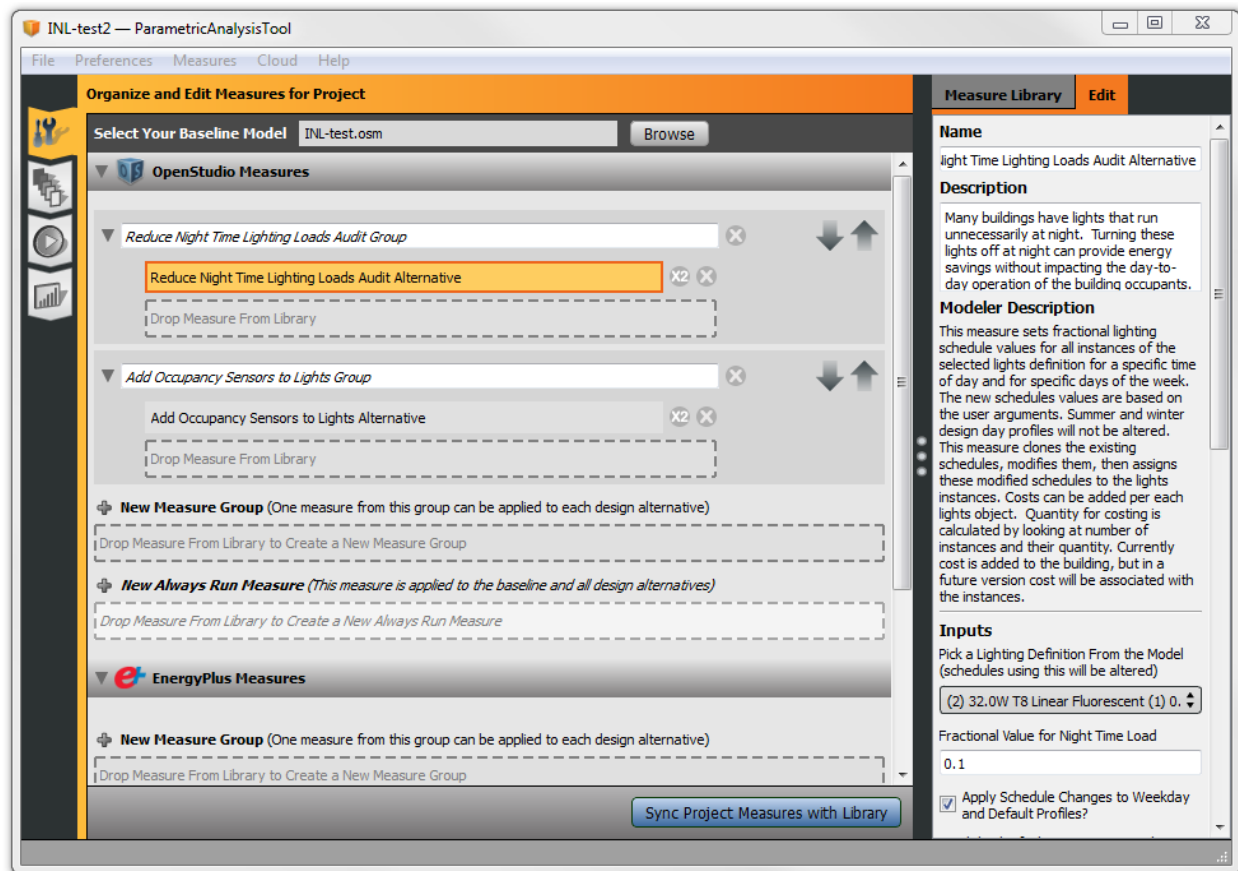 INL-test2 — ParametricAnalysisTool
File Preferences Measures Cloud Help
Organize and Edit Measures for Project
Select Your Baseline Model INL-test.osm Browse
OpenStudio Measures
Reduce Night Time Lighting Loads Audit Group
Reduce Night Time Lighting Loads Audit Alternative X2
Drop Measure From Library
Add Occupancy Sensors to Lights Group
Add Occupancy Sensors to Lights Alternative X2
Drop Measure From Library
New Measure Group (One measure from this group can be applied to each design alternative)
Drop Measure From Library to Create a New Measure Group
New Always Run Measure (This measure is applied to the baseline and all design alternatives)
Drop Measure From Library to Create a New Always Run Measure
EnergyPlus Measures
New Measure Group (One measure from this group can be applied to each design alternative)
Drop Measure From Library to Create a New Measure Group
Sync Project Measures with Library
Measure Library Edit
Name
Night Time Lighting Loads Audit Alternative
Description
Many buildings have lights that run
unnecessarily at night. Turning these
lights off at night can provide energy
savings without impacting the day-to-
day operation of the building occupants.
Modeler Description
This measure sets fractional lighting
schedule values for all instances of the
selected lights definition for a specific time
of day and for specific days of the week.
The new schedules values are based on
the user arguments. Summer and winter
design day profiles will not be altered.
This measure clones the existing
schedules, modifies them, then assigns
these modified schedules to the lights
instances. Costs can be added per each
lights object. Quantity for costing is
calculated by looking at number of
instances and their quantity. Currently
cost is added to the building, but in a
future version cost will be associated with
the instances.
Inputs
Pick a Lighting Definition From the Model
(schedules using this will be altered)
(2) 32.0W T8 Linear Fluorescent (1) 0.
Fractional Value for Night Time Load
0.1
Apply Schedule Changes to Weekday
and Default Profiles?